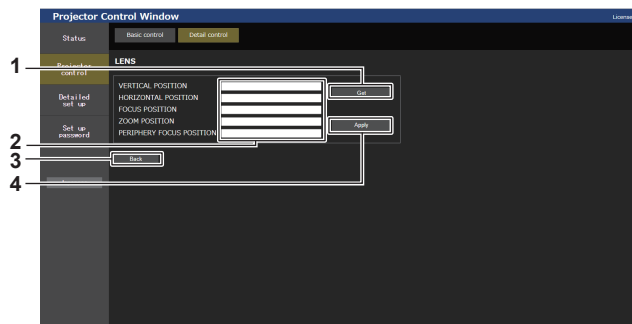 Projector Control Window
License
Status
Basic control
Detail control
Projector
control
LENS
1
VERTICAL POSITION
HORIZONTAL POSITION
FOCUS POSITION
ZOOM POSITION
PERIPHERY FOCUS POSITION
Get
Apply
Detailed
set up
Set up
password
2
3
Back
4